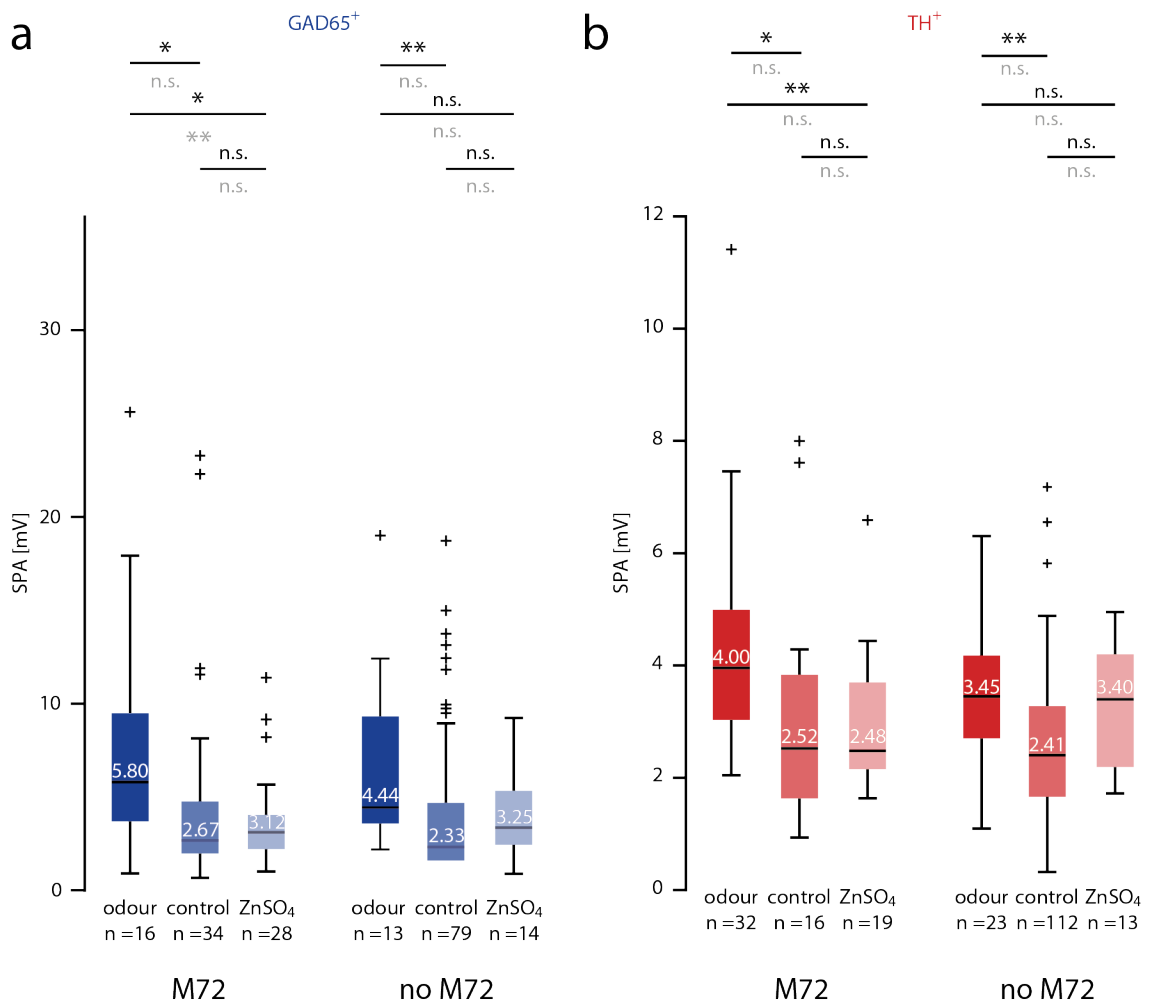 a
GAD65⁺
* **
n.s. n.s.
* n.s.
** n.s.
n.s. n.s.
n.s. n.s.
30
20
10
0
SPA [mV]
5.80 2.67 3.12 4.44 2.33 3.25
odour control ZnSO₄ odour control ZnSO₄
n =16 n =34 n =28 n =13 n =79 n =14
M72 no M72
b
TH⁺
* **
n.s. n.s.
** n.s.
n.s. n.s.
n.s. n.s.
n.s. n.s.
12
10
8
6
4
2
0
SPA [mV]
4.00 2.52 2.48 3.45 2.41 3.40
odour control ZnSO₄ odour control ZnSO₄
n =32 n =16 n =19 n =23 n =112 n =13
M72 no M72